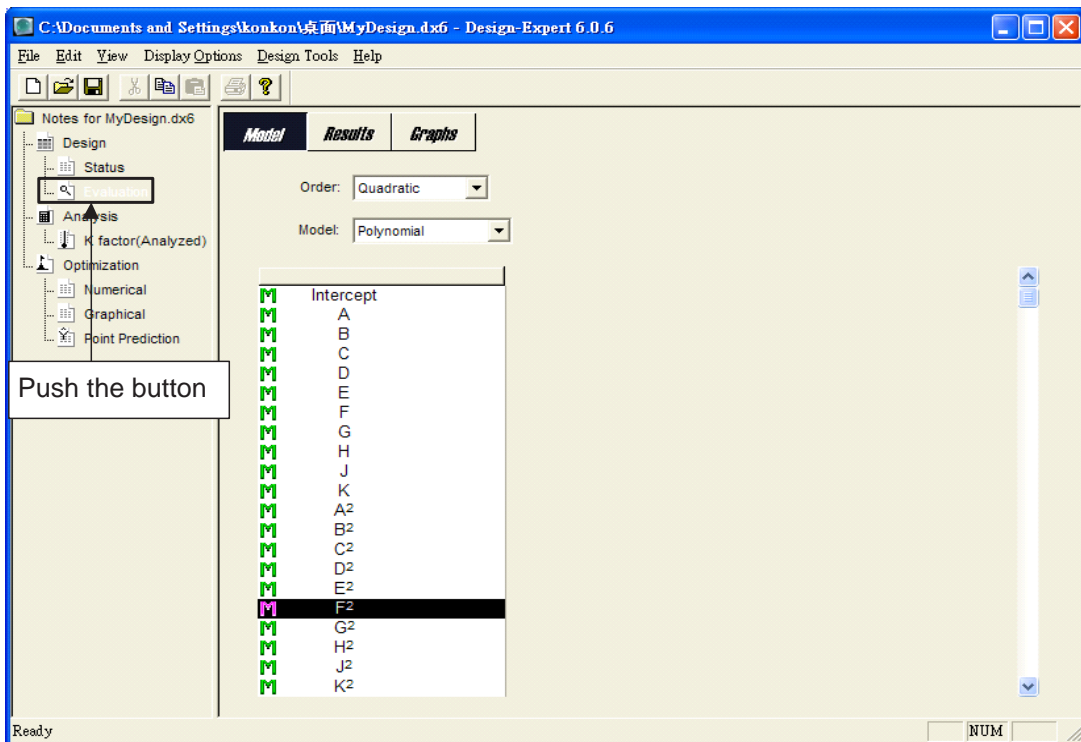 C:\Documents and Settings\konkon\桌面\MyDesign.dx6 - Design-Expert 6.0.6
File Edit View Display Options Design Tools Help
Notes for MyDesign.dx6
Design
Status
Evaluation
Analysis
K factor(Analyzed)
Optimization
Numerical
Graphical
Point Prediction
Push the button
Model Results Graphs
Order: Quadratic
Model: Polynomial
M Intercept
M A
M B
M C
M D
M E
M F
M G
M H
M J
M K
M A²
M B²
M C²
M D²
M E²
M F²
M G²
M H²
M J²
M K²
Ready NUM